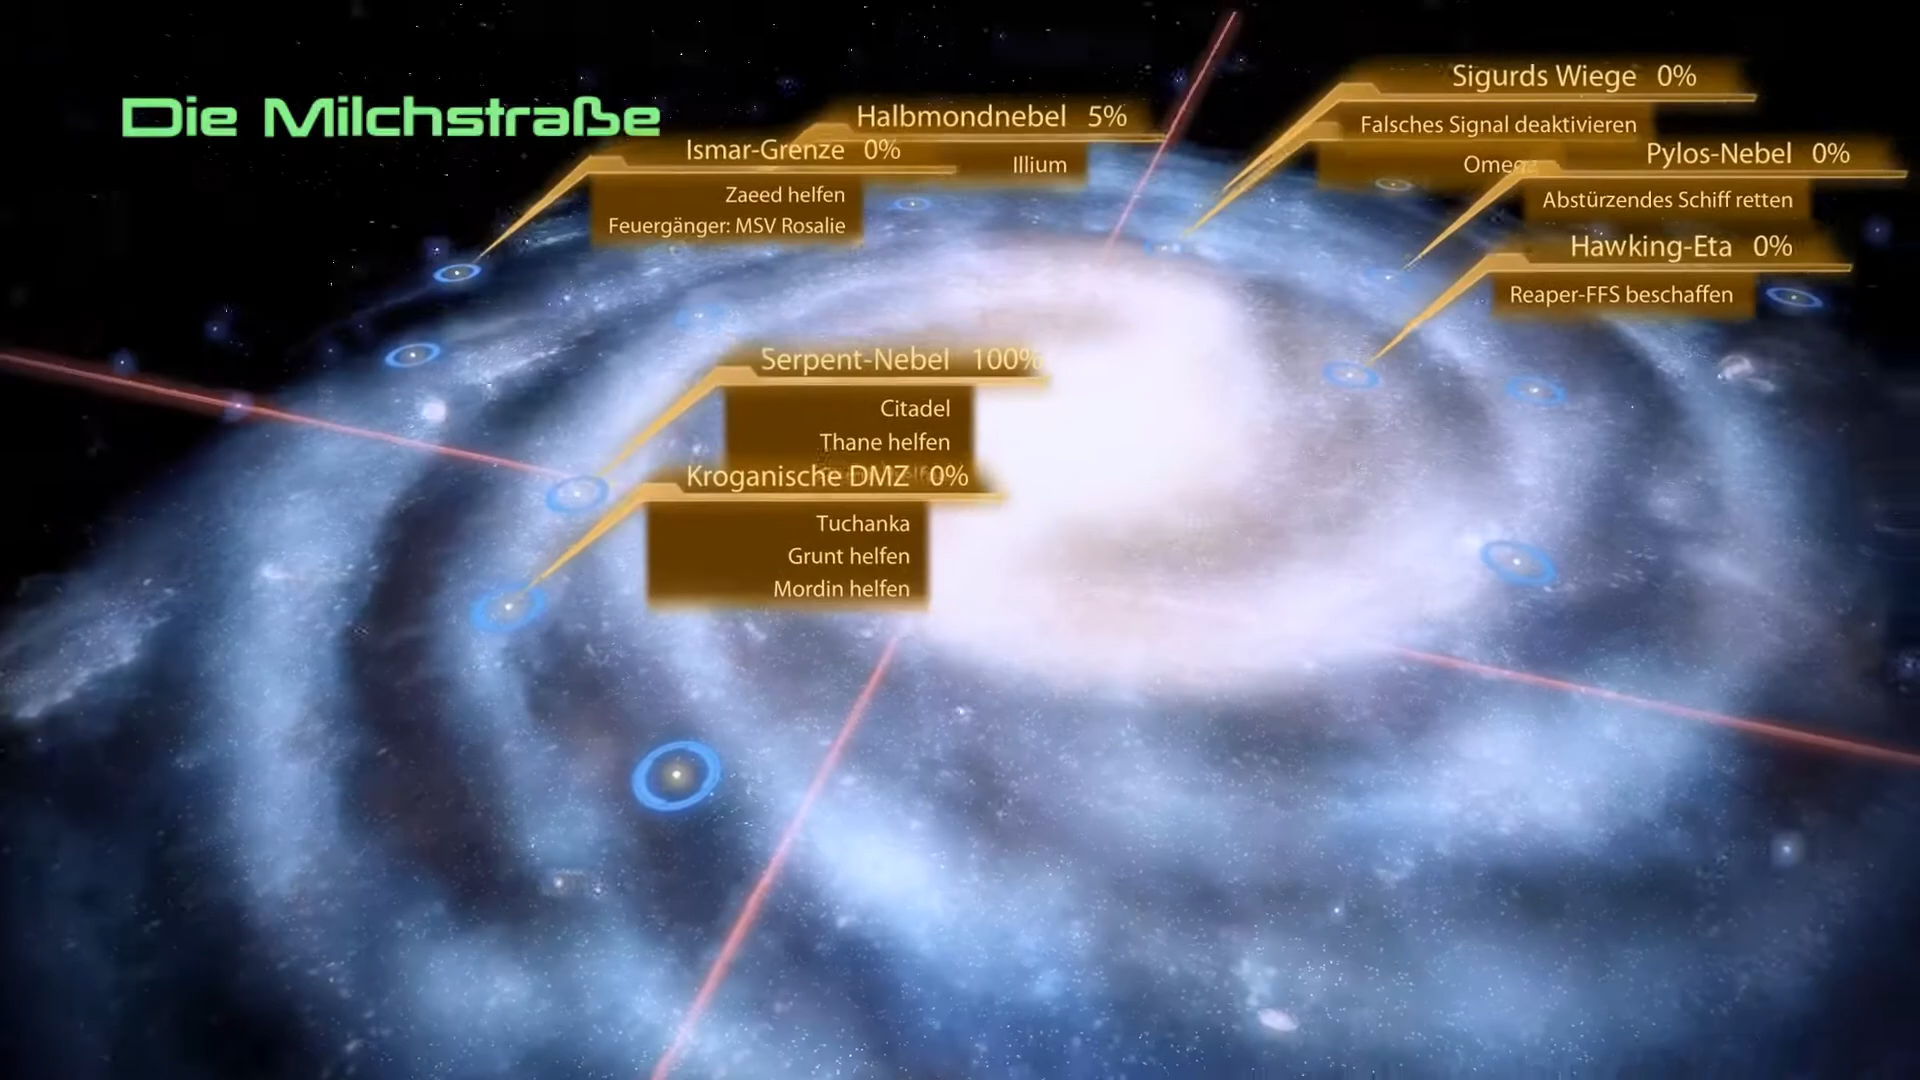 Die Milchstraße
Ismar-Grenze 0%
Zaeed helfen
Feuergänger: MSV Rosalie
Halbmondnebel 5%
Illium
Sigurds Wiege 0%
Falsches Signal deaktivieren
Omega
Pylos-Nebel 0%
Abstürzendes Schiff retten
Hawking-Eta 0%
Reaper-FFS beschaffen
Serpent-Nebel 100%
Citadel
Thane helfen
Kroganische DMZ 0%
Tuchanka
Grunt helfen
Mordin helfen